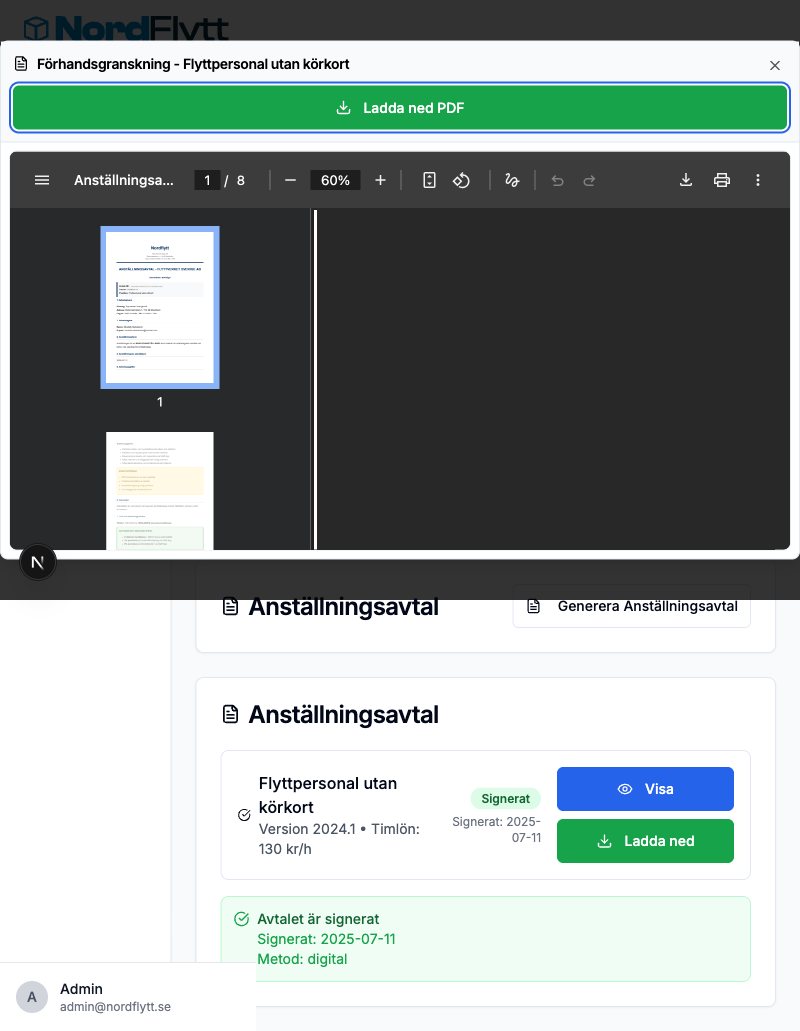 NordFlytt
Förhandsgranskning - Flyttpersonal utan körkort
Ladda ned PDF
Anställningsa... 1 / 8 60%
Nordflytt
1
N
Anställningsavtal
Generera Anställningsavtal
Anställningsavtal
Flyttpersonal utan
körkort
Version 2024.1 • Timlön:
130 kr/h
Signerat
Signerat: 2025-
07-11
Visa
Ladda ned
Avtalet är signerat
Signerat: 2025-07-11
Metod: digital
A
Admin
admin@nordflytt.se